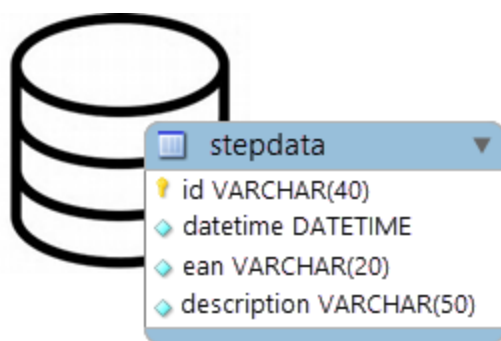 stepdata
id VARCHAR(40)
datetime DATETIME
ean VARCHAR(20)
description VARCHAR(50)